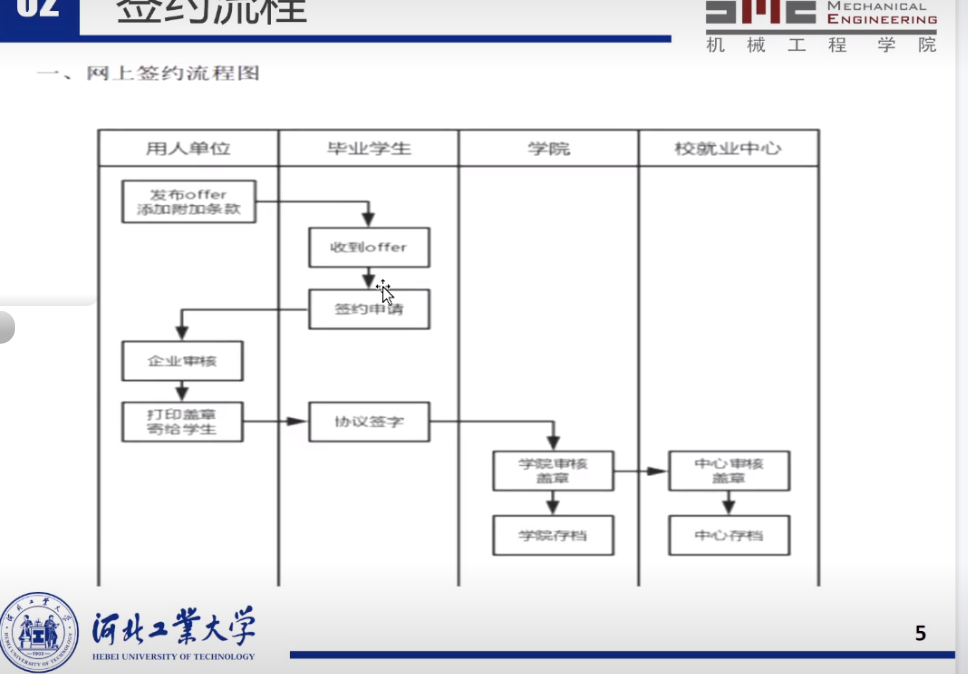 02 签约流程
MECHANICAL
ENGINEERING
机械工程学院
一、网上签约流程图
用人单位 毕业学生 学院 校就业中心
发布offer
添加附加条款
收到offer
签约申请
企业审核
打印盖章
寄给学生
协议签字
学院审核
盖章
中心审核
盖章
学院存档
中心存档
河北工業大学
HEBEI UNIVERSITY OF TECHNOLOGY
5